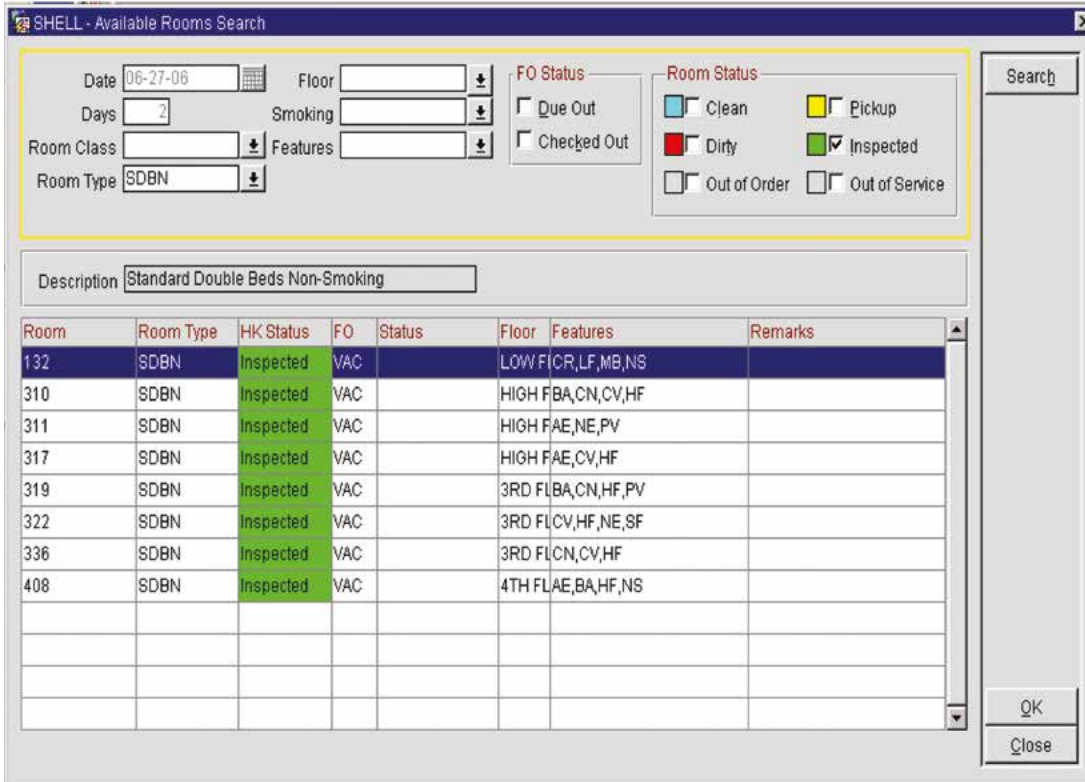 SHELL - Available Rooms Search
Date 06-27-06 Floor FO Status Room Status Search
Days 2 Smoking Due Out Clean Pickup
Room Class Features Checked Out Dirty Inspected
Room Type SDBN Out of Order Out of Service
Description Standard Double Beds Non-Smoking
Room Room Type HK Status FO Status Floor Features Remarks
132 SDBN Inspected VAC LOW Fl CR,LF,MB,NS
310 SDBN Inspected VAC HIGH F BA,CN,CV,HF
311 SDBN Inspected VAC HIGH F AE,NE,PV
317 SDBN Inspected VAC HIGH F AE,CV,HF
319 SDBN Inspected VAC 3RD FL BA,CN,HF,PV
322 SDBN Inspected VAC 3RD FL CV,HF,NE,SF
336 SDBN Inspected VAC 3RD FL CN,CV,HF
408 SDBN Inspected VAC 4TH FL AE,BA,HF,NS
OK
Close